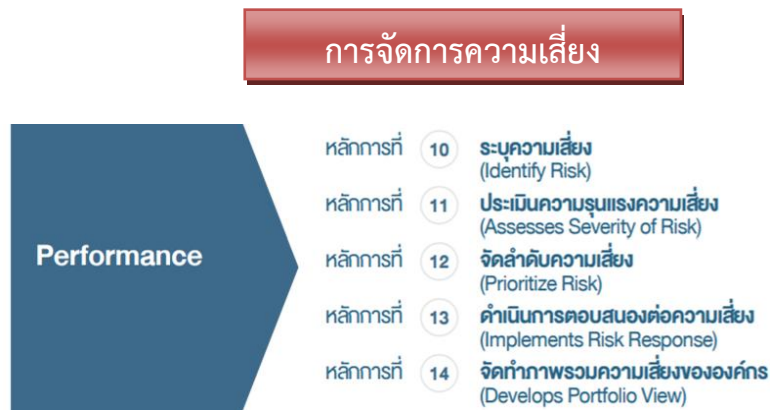 การจัดการความเสี่ยง
Performance
หลักการที่ 10 ระบุความเสี่ยง
(Identify Risk)
หลักการที่ 11 ประเมินความรุนแรงความเสี่ยง
(Assesses Severity of Risk)
หลักการที่ 12 จัดลำดับความเสี่ยง
(Prioritize Risk)
หลักการที่ 13 ดำเนินการตอบสนองต่อความเสี่ยง
(Implements Risk Response)
หลักการที่ 14 จัดทำภาพรวมความเสี่ยงขององค์กร
(Develops Portfolio View)